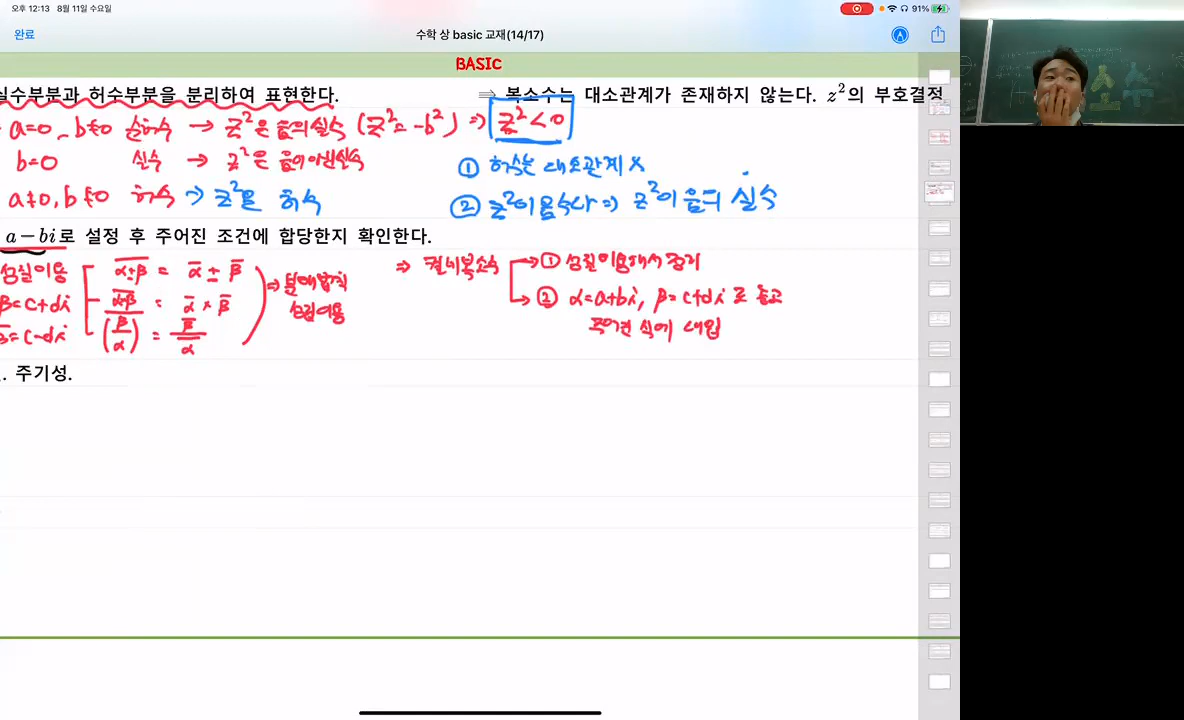 오후 12:13 8월 11일 수요일
91%
완료
수학 상 basic 교재(14/17)
BASIC
실수부분과 허수부분을 분리하여 표현한다.
⇒ 복소수는 대소관계가 존재하지 않는다. z²의 부호결정
a=0, b≠0 순허수 → z²은 음의실수 (z²=-b²) ⇒ z²<0
b=0 실수 → z²은 음이아닌실수
① 허수는 대소관계 X
a≠0, b≠0 허수 → z²은 허수
② z²이 음수다 ⇒ z²이 음의 실수
a-bi로 설정 후 주어진 조건에 합당한지 확인한다.
성질이용
β=c+di
β̅=c-di
\overline{α±β} = α̅ ± β̅
\overline{αβ} = α̅ × β̅
\overline{(β/α)} = β̅/α̅
⇒ 분배법칙
성립이용
⇒ 켤레복소수
→ ① 성질이용해서 정리
→ ② α=a+bi, β=c+di 로 놓고
주어진 식에 대입
. 주기성.